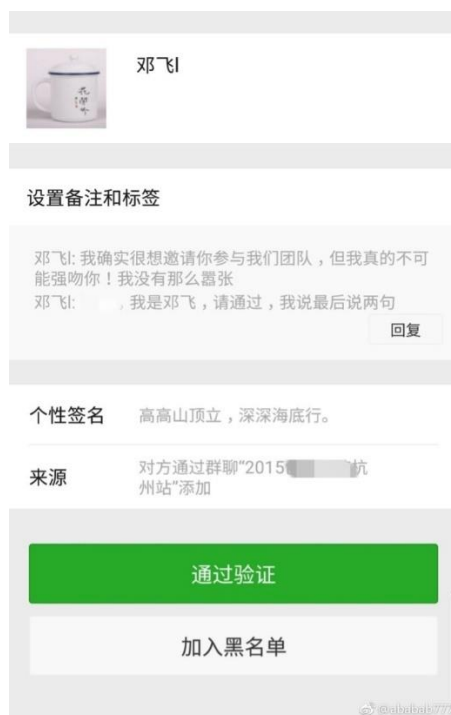 邓飞l
设置备注和标签
邓飞l: 我确实很想邀请你参与我们团队，但我真的不可
能强吻你！我没有那么嚣张
邓飞l: ，我是邓飞，请通过，我说最后说两句
回复
个性签名 高高山顶立，深深海底行。
来源 对方通过群聊“2015 杭
州站”添加
通过验证
加入黑名单